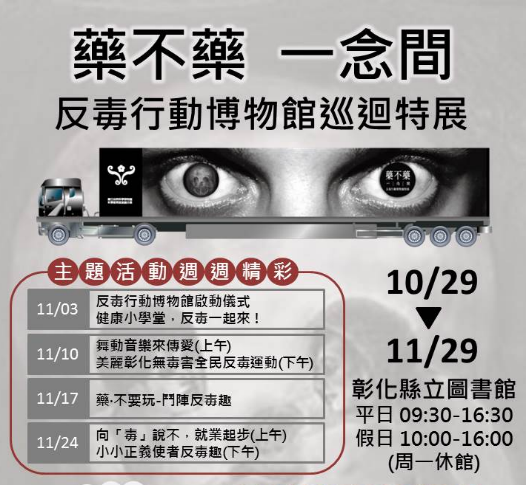 藥不藥 一念間
反毒行動博物館巡迴特展
藥不藥
一念間
主題活動週週精彩
11/03
反毒行動博物館啟動儀式
健康小學堂，反毒一起來！
11/10
舞動音樂來傳愛(上午)
美麗彰化無毒害全民反毒運動(下午)
11/17
藥·不要玩-鬥陣反毒趣
11/24
向「毒」說不，就業起步(上午)
小小正義使者反毒趣(下午)
10/29
▼
11/29
彰化縣立圖書館
平日 09:30-16:30
假日 10:00-16:00
(周一休館)